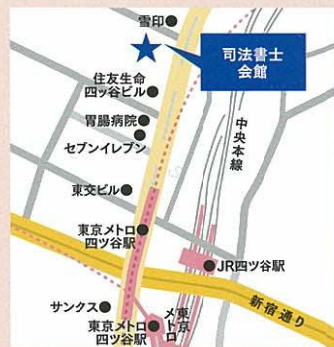 雪印
司法書士
会館
住友生命
四ッ谷ビル
胃腸病院
セブンイレブン
中央本線
東交ビル
東京メトロ
四ツ谷駅
JR四ツ谷駅
新宿通り
サンクス
東京
メトロ
東京メトロ
四ツ谷駅